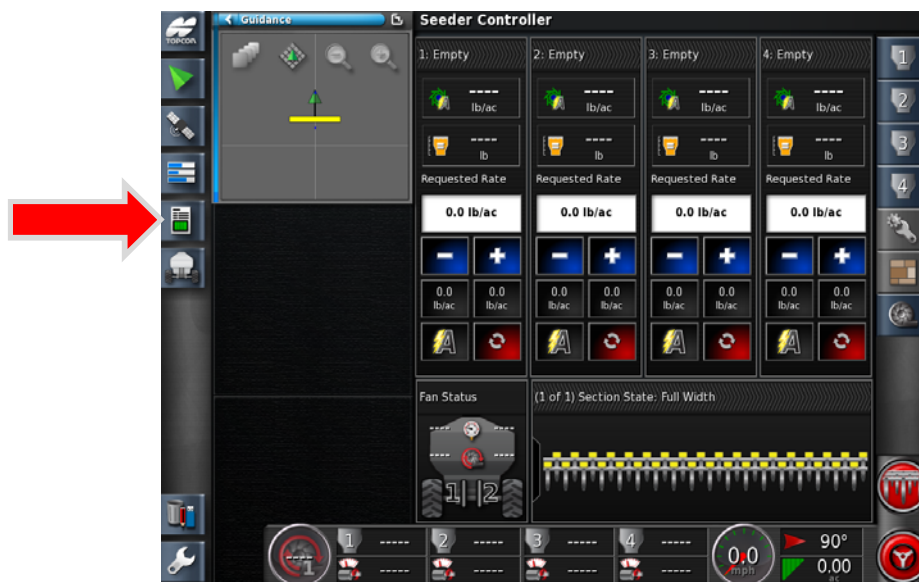 TOPCON
Guidance
Seeder Controller
1: Empty 2: Empty 3: Empty 4: Empty
---- ---- ---- ----
lb/ac lb/ac lb/ac lb/ac
---- ---- ---- ----
lb lb lb lb
Requested Rate Requested Rate Requested Rate Requested Rate
0.0 lb/ac 0.0 lb/ac 0.0 lb/ac 0.0 lb/ac
0.0 0.0 0.0 0.0 0.0 0.0 0.0 0.0
lb/ac lb/ac lb/ac lb/ac lb/ac lb/ac lb/ac lb/ac
A A A A
Fan Status
---- ----
---- ----
1 2
(1 of 1) Section State: Full Width
1
2
3
4
1
1 ----- 2 ----- 3 ----- 4 -----
----- ----- ----- -----
0.0
mph
90°
0.00
ac